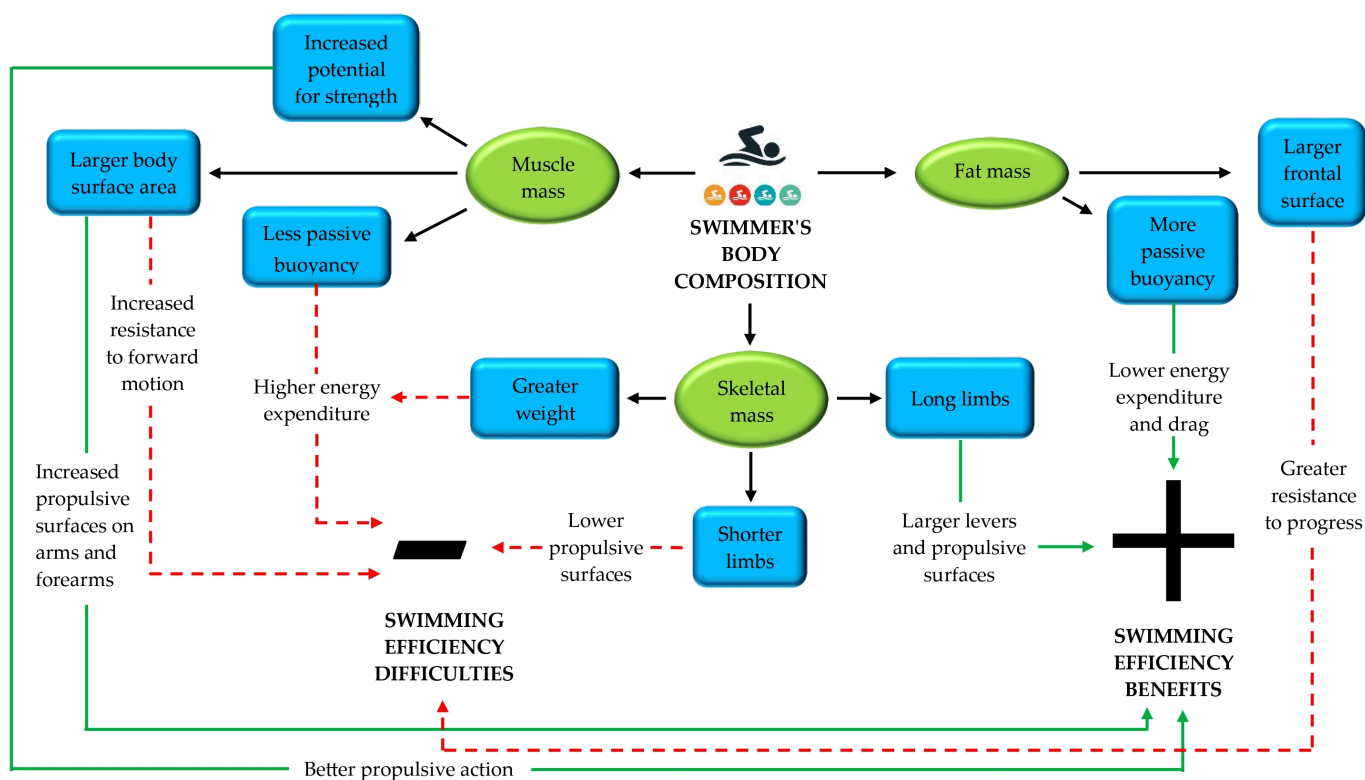 Increased
potential
for strength
Larger body
surface area
Muscle
mass
Fat mass
Larger
frontal
surface
Less passive
buoyancy
SWIMMER'S
BODY
COMPOSITION
More
passive
buoyancy
Increased
resistance
to forward
motion
Higher energy
expenditure
Greater
weight
Skeletal
mass
Long limbs
Lower energy
expenditure
and drag
Increased
propulsive
surfaces on
arms and
forearms
Lower
propulsive
surfaces
Shorter
limbs
Larger levers
and propulsive
surfaces
Greater
resistance
to progress
SWIMMING
EFFICIENCY
DIFFICULTIES
SWIMMING
EFFICIENCY
BENEFITS
Better propulsive action